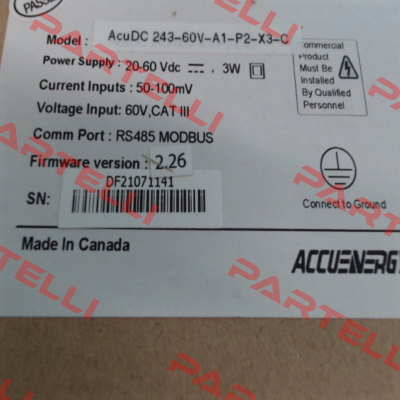 PASSE
Model : AcuDC 243-60V-A1-P2-X3-C
Power Supply : 20-60 Vdc ⎓ , 3W
Current Inputs : 50-100mV
Voltage Input : 60V,CAT III
Comm Port : RS485 MODBUS
Firmware version : 2.26
DF21071141
SN:
Commercial
Product
Must Be
Installed
By Qualified
Personnel
Connect to Ground
Made In Canada
ACCUENERGY
PARTELLI
PARTELLI
PARTELLI
PARTELLI
PARTELLI